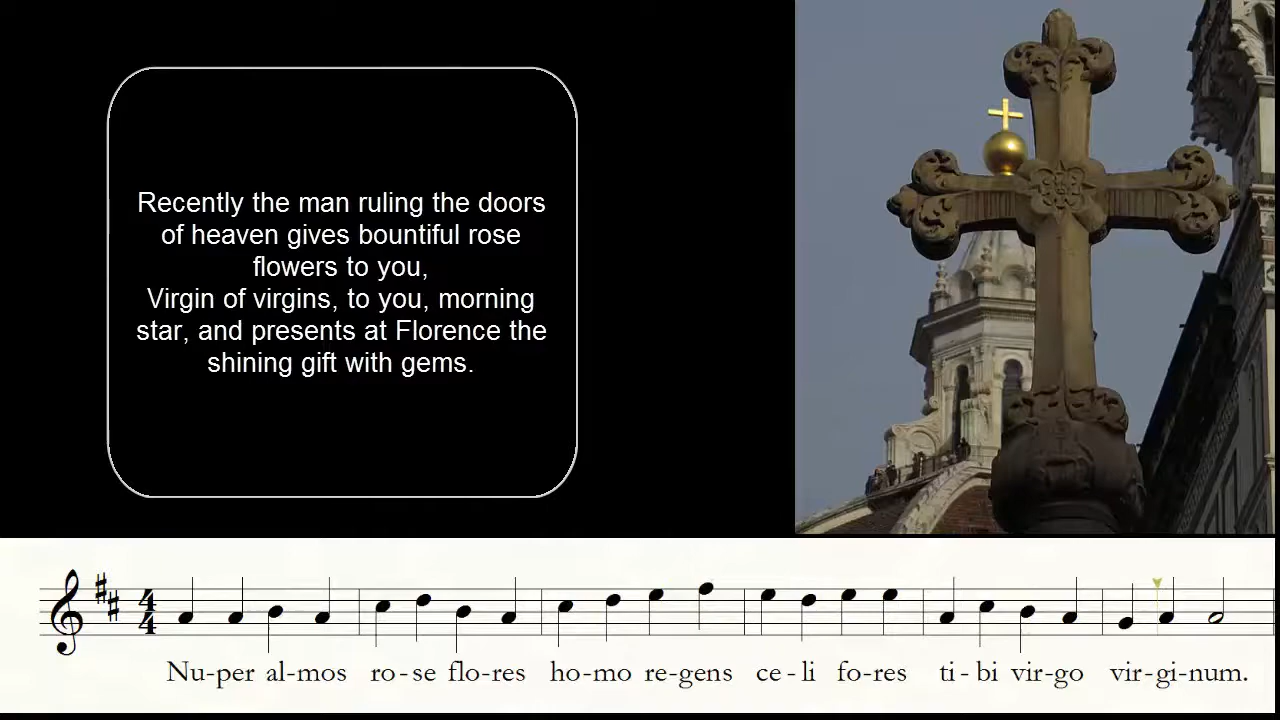 Recently the man ruling the doors
of heaven gives bountiful rose
flowers to you,
Virgin of virgins, to you, morning
star, and presents at Florence the
shining gift with gems.
4
4
Nu-per al-mos ro-se flo-res ho-mo re-gens ce-li fo-res ti-bi vir-go vir-gi-num.